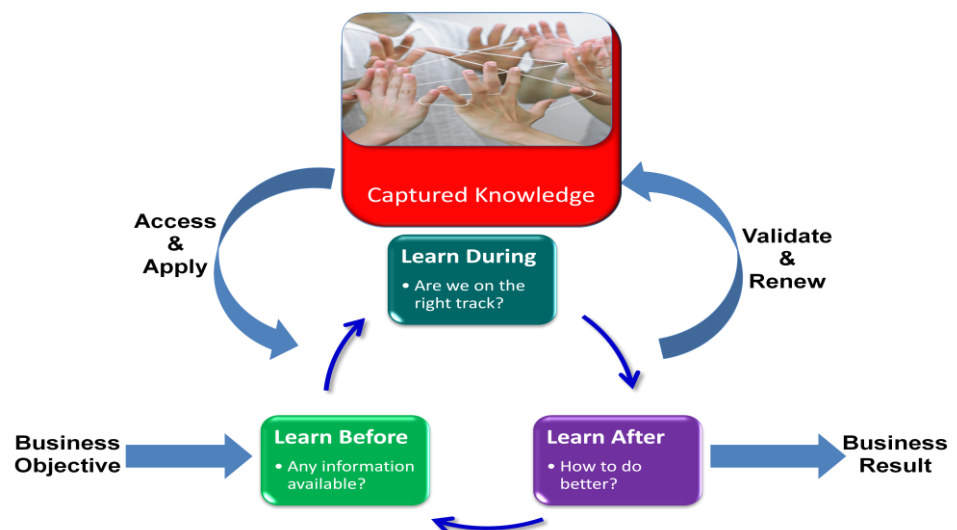 Captured Knowledge
Access
&
Apply
Learn During
• Are we on the
right track?
Validate
&
Renew
Business
Objective
Learn Before
• Any information
available?
Learn After
• How to do
better?
Business
Result